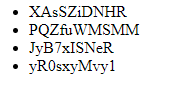 XAsSZiDNHR
PQZfuWMSMM
JyB7xISNeR
yR0sxyMvy1